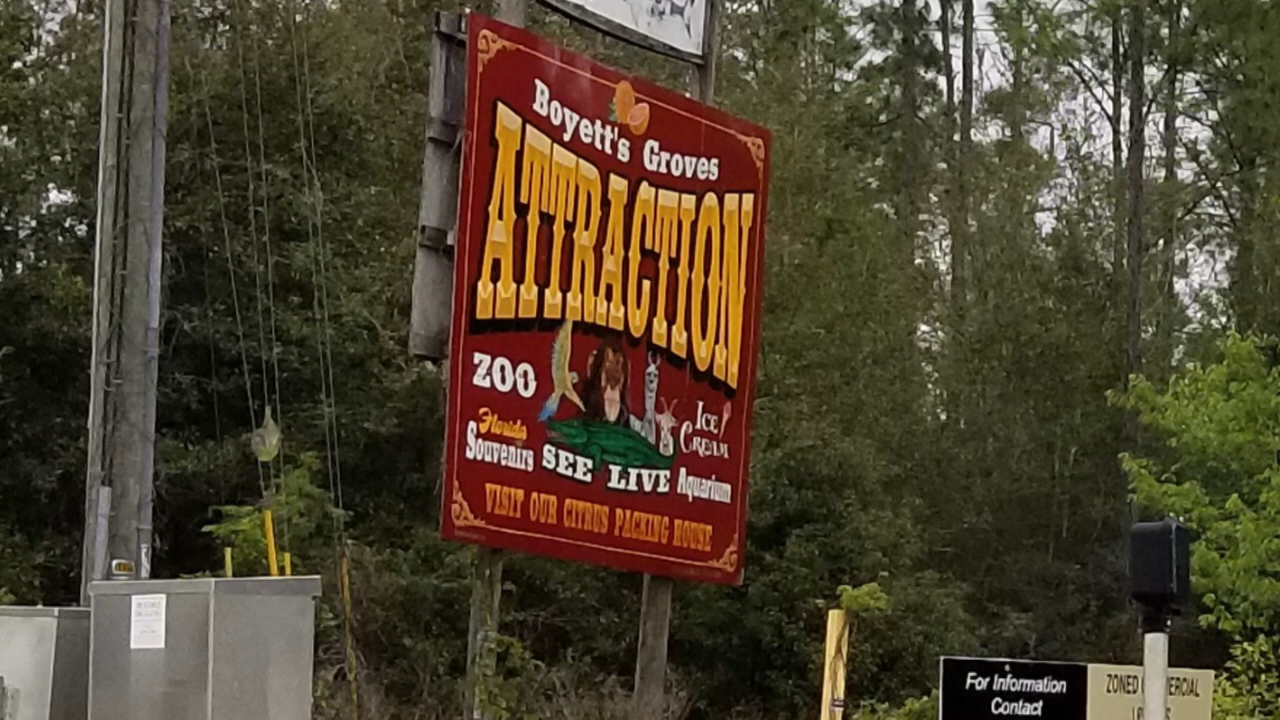 Boyett's Groves
ATTRACTION
ZOO
Florida
Souvenirs
SEE LIVE
Ice
Cream
Aquarium
VISIT OUR CITRUS PACKING HOUSE
For Information
Contact
ZONED